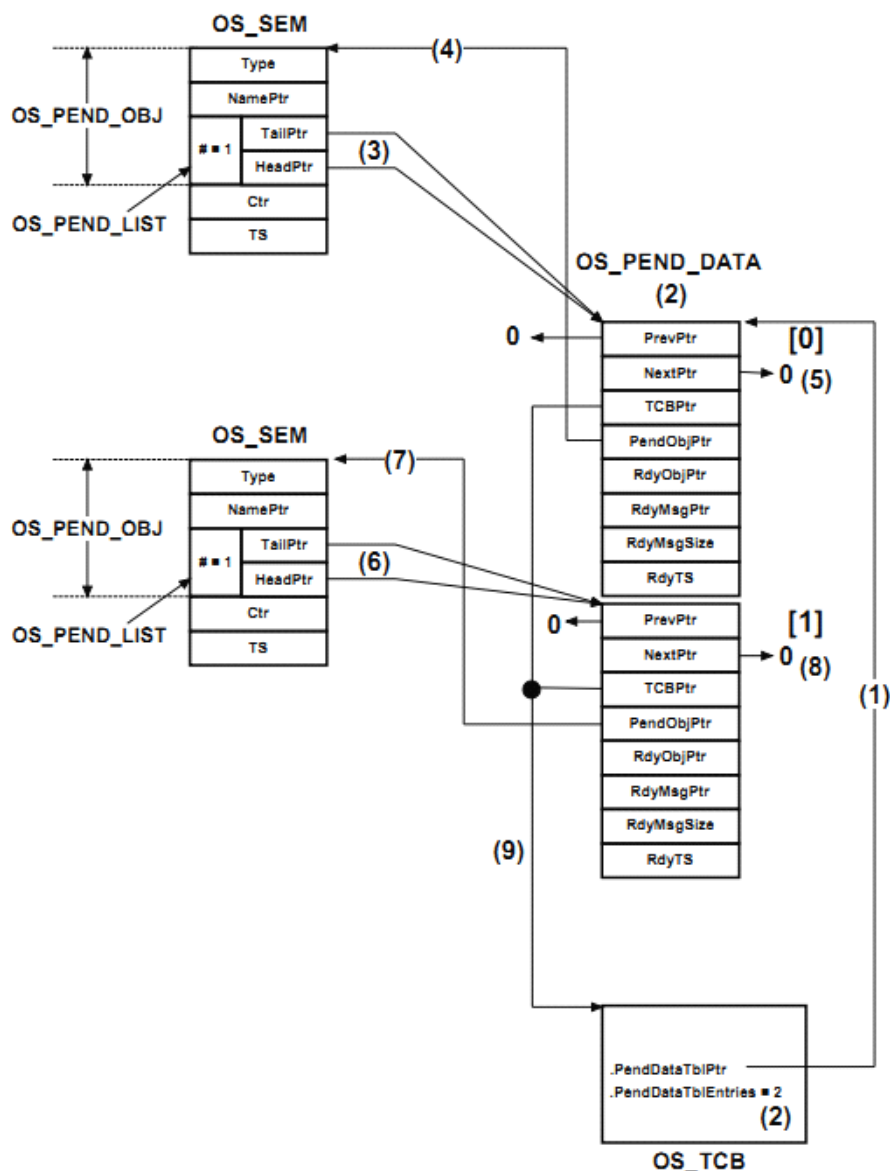 OS_SEM
(4)
Type
NamePtr
OS_PEND_OBJ
# = 1
TailPtr
HeadPtr
(3)
OS_PEND_LIST
Ctr
TS
OS_PEND_DATA
(2)
0
PrevPtr
[0]
NextPtr
0 (5)
TCBPtr
PendObjPtr
RdyObjPtr
RdyMsgPtr
RdyMsgSize
RdyTS
OS_SEM
(7)
Type
NamePtr
OS_PEND_OBJ
# = 1
TailPtr
HeadPtr
(6)
OS_PEND_LIST
Ctr
TS
0
PrevPtr
[1]
NextPtr
0 (8)
TCBPtr
(1)
PendObjPtr
RdyObjPtr
RdyMsgPtr
RdyMsgSize
(9)
RdyTS
.PendDataTblPtr
.PendDataTblEntries = 2
(2)
OS_TCB